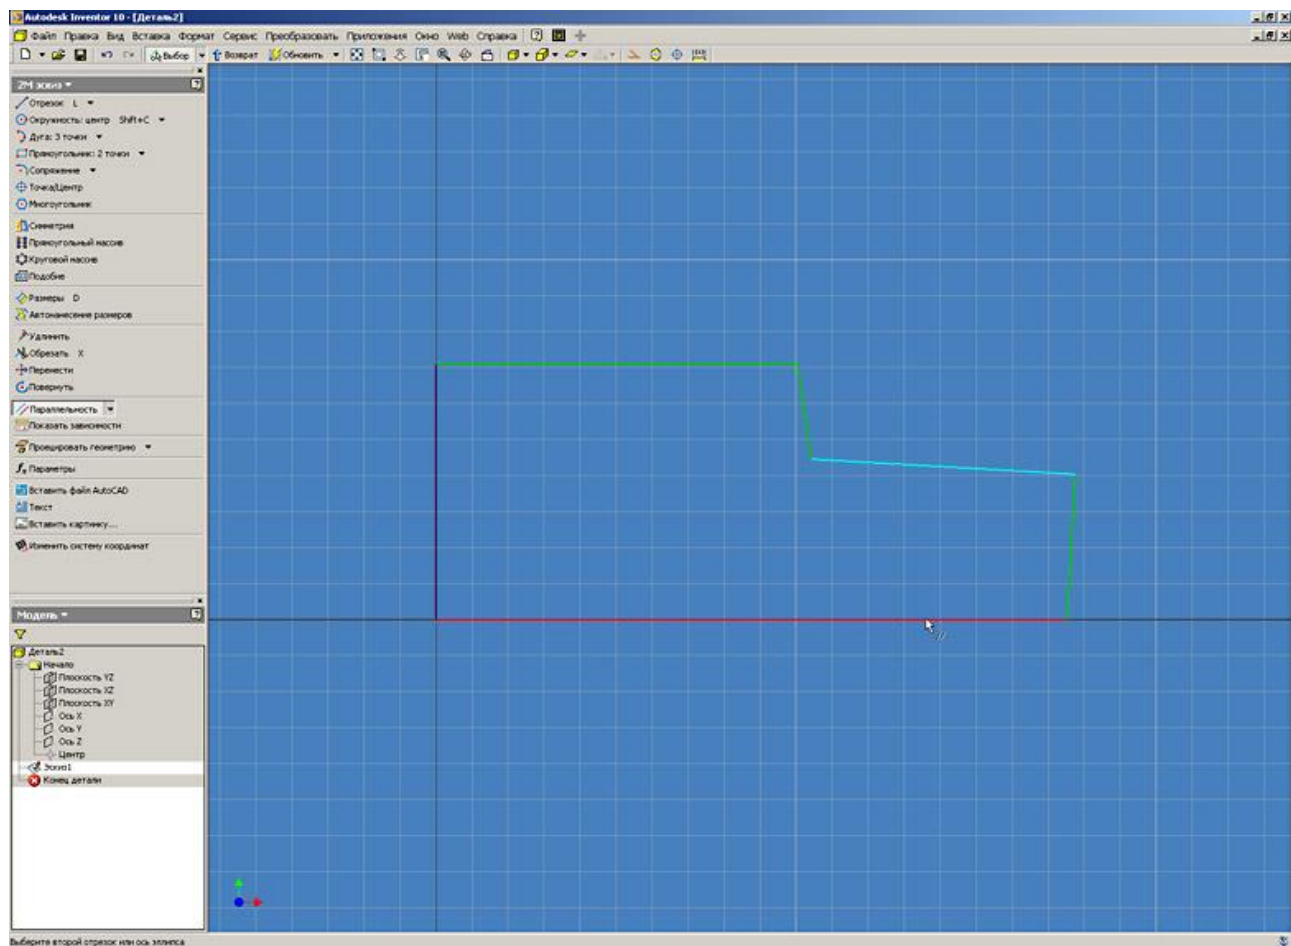 Autodesk Inventor 10 - [Деталь2]
Файл Правка Вид Вставка Формат Сервис Преобразовать Приложения Окно Web Справка
Выбор Возврат Обновить
2М эскиз
Отрезок L
Окружность: центр Shift+C
Дуга: 3 точки
Прямоугольник: 2 точки
Сопряжение
Точка/Центр
Многоугольник
Симметрия
Прямоугольный массив
Круговой массив
Подобие
Размеры D
Автонанесение размеров
Удлинить
Обрезать X
Перенести
Повернуть
Параллельность
Показать зависимости
Проецировать геометрию
fx Параметры
Вставить файл AutoCAD
Текст
Вставить картинку...
Изменить систему координат
Модель
Деталь2
Начало
Плоскость YZ
Плоскость XZ
Плоскость XY
Ось X
Ось Y
Ось Z
Центр
Эскиз1
Конец детали
Выберите второй отрезок или ось эллипса